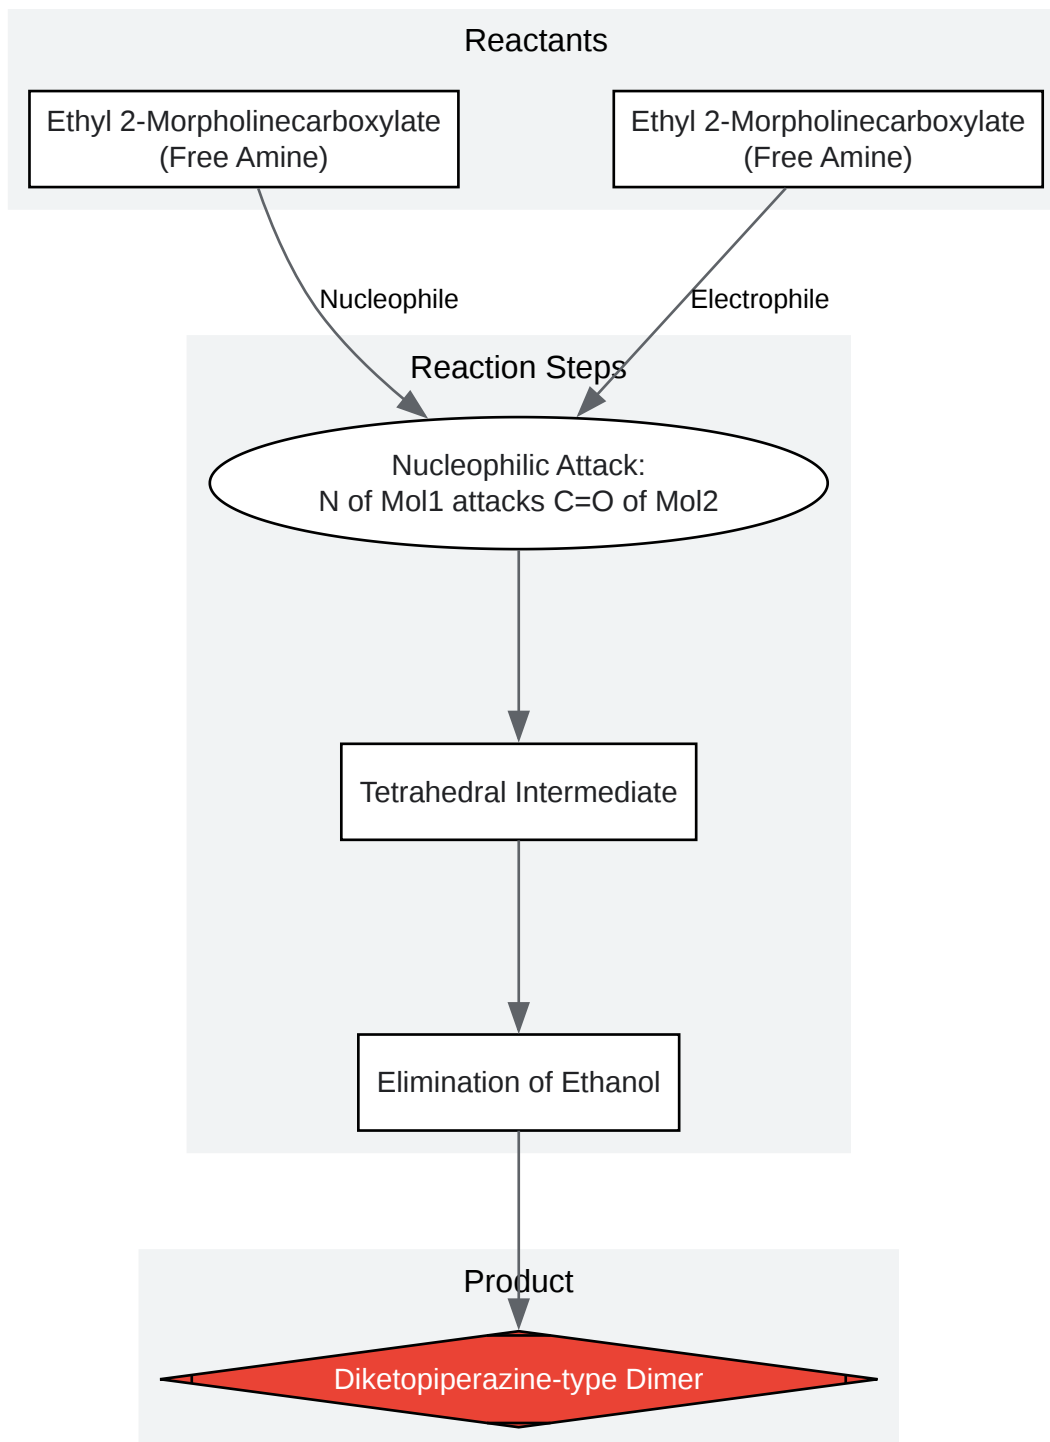 Reactants
Ethyl 2-Morpholinecarboxylate
(Free Amine)
Ethyl 2-Morpholinecarboxylate
(Free Amine)
Nucleophile
Electrophile
Reaction Steps
Nucleophilic Attack:
N of Mol1 attacks C=O of Mol2
Tetrahedral Intermediate
Elimination of Ethanol
Product
Diketopiperazine-type Dimer